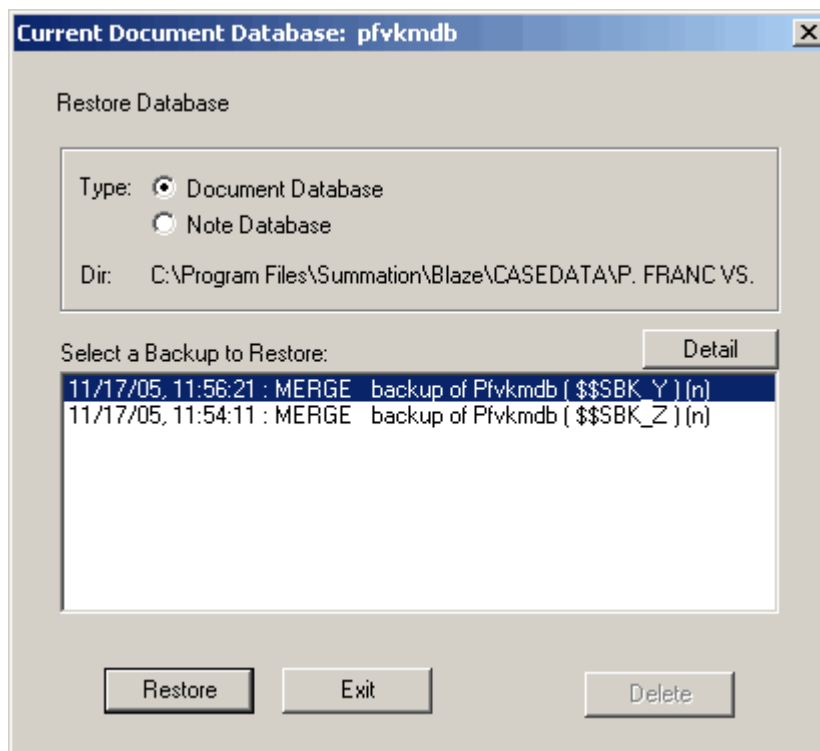 Current Document Database: pfvkmdb
Restore Database
Type: Document Database
Note Database
Dir: C:\Program Files\Summation\Blaze\CASEDATA\P. FRANC VS.
Select a Backup to Restore: Detail
11/17/05, 11:56:21 : MERGE backup of Pfvkmdb ( $$SBK_Y ) (n)
11/17/05, 11:54:11 : MERGE backup of Pfvkmdb ( $$SBK_Z ) (n)
Restore Exit Delete